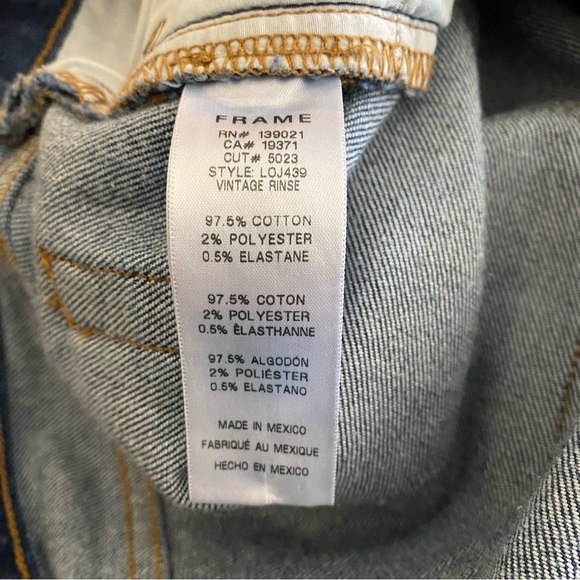 FRAME
RN# 139021
CA# 19371
CUT# 5023
STYLE: LOJ439
VINTAGE RINSE
97.5% COTTON
2% POLYESTER
0.5% ELASTANE
97.5% COTON
2% POLYESTER
0.5% ÈLASTHANNE
97.5% ALGODÓN
2% POLIÉSTER
0.5% ELASTANO
MADE IN MEXICO
FABRIQUÉ AU MEXIQUE
HECHO EN MEXICO